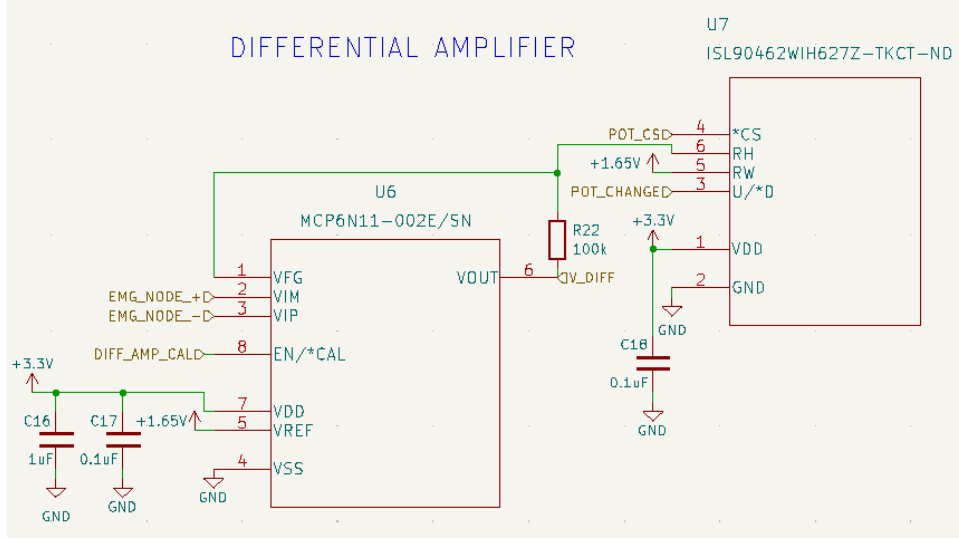 DIFFERENTIAL AMPLIFIER
U7
ISL90462WIH627Z-TKCT-ND
POT_CS 4 *CS
6 RH
+1.65V 5 RW
POT_CHANGE 3 U/*D
+3.3V
1 VDD
2 GND
GND
C18
0.1uF
GND
U6
MCP6N11-002E/SN
R22
100k
1 VFG
VOUT 6 V_DIFF
EMG_NODE_+ 2 VIM
EMG_NODE_- 3 VIP
DIFF_AMP_CAL 8 EN/*CAL
+3.3V
7 VDD
C16 C17 +1.65V 5 VREF
1uF 0.1uF
4 VSS
GND
GND GND